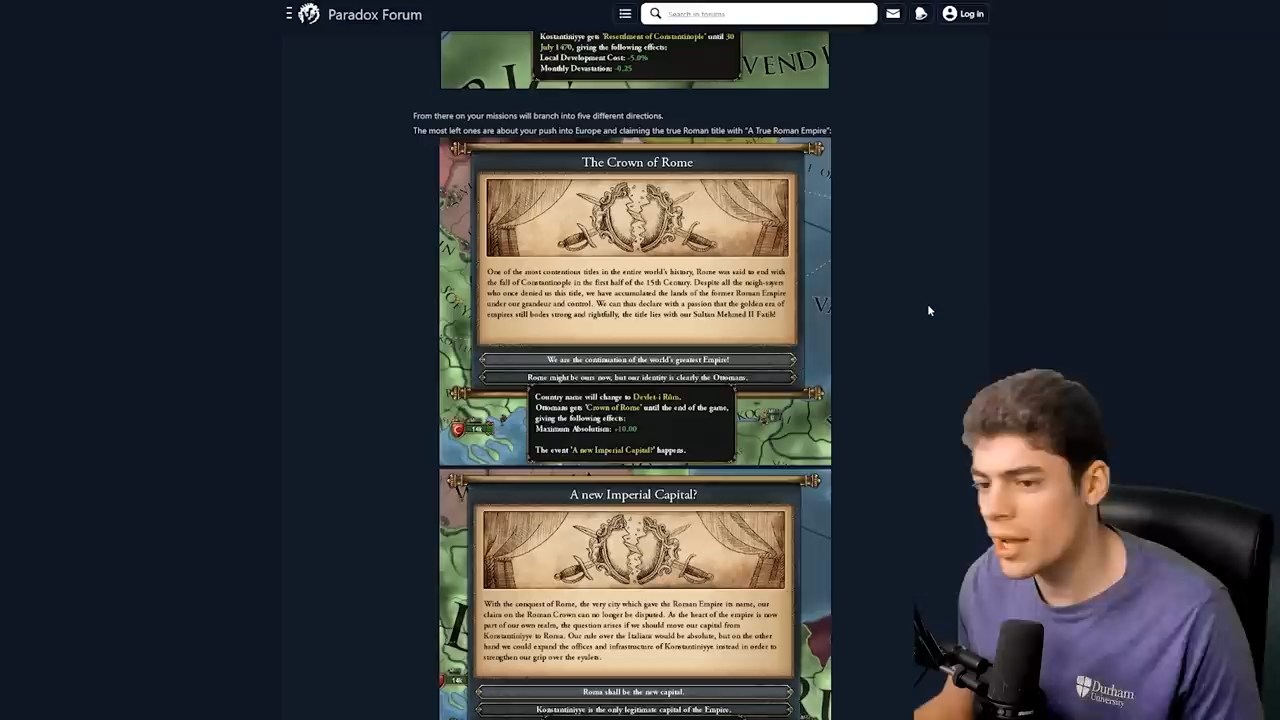 Paradox Forum
Search in forums
Log in
Kostantiniyye gets 'Resettlment of Constantinople' until 30
July 1470, giving the following effects:
Local Development Cost: -5.0%
Monthly Devastation: -0.25
VEND
From there on your missions will branch into five different directions.
The most left ones are about your push into Europe and claiming the true Roman title with "A True Roman Empire":
The Crown of Rome
One of the most contentious titles in the entire world's history, Rome was said to end with
the fall of Constantinople in the first half of the 15th Century. Despite all the neigh-sayers
who once denied us this title, we have accumulated the lands of the former Roman Empire
under our grandeur and control. We can thus declare with a passion that the golden era of
empires still bodes strong and rightfully, the title lies with our Sultan Mehmed II Fatih!
We are the continuation of the world's greatest Empire!
Rome might be ours now, but our identity is clearly the Ottomans.
Country name will change to Devlet-i Rûm.
Ottomans gets 'Crown of Rome' until the end of the game,
giving the following effects:
Maximum Absolutism: +10.00
The event 'A new Imperial Capital?' happens.
14k
A new Imperial Capital?
With the conquest of Rome, the very city which gave the Roman Empire its name, our
claim on the Roman Crown can no longer be disputed. As the heart of the empire is now
part of our own realm, the question arises if we should move our capital from
Konstantiniyye to Roma. Our rule over the Italians would be absolute, but on the other
hand we could expand the offices and infrastructure of Konstantiniyye instead in order to
strengthen our grip over the eyalets.
14k
Roma shall be the new capital.
Konstantiniyye is the only legitimate capital of the Empire.
Durham
University